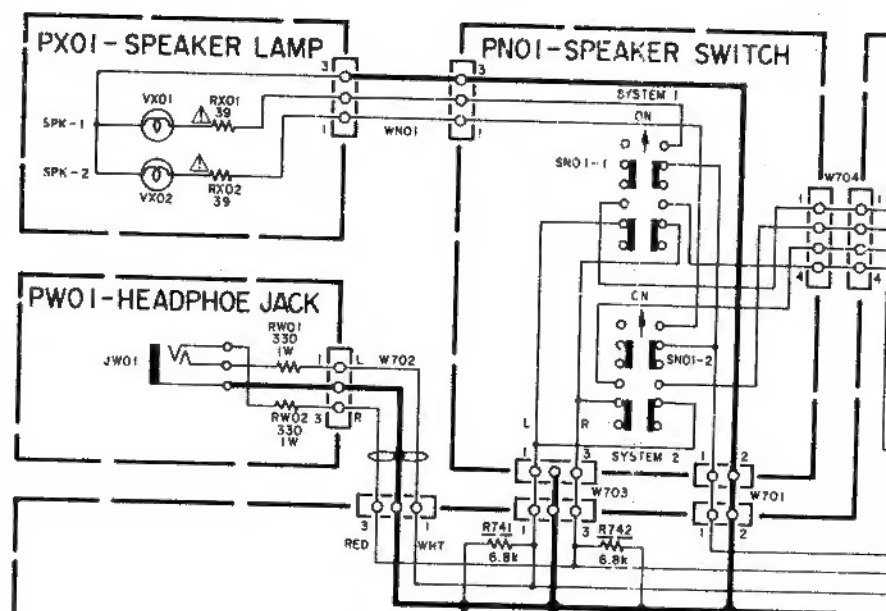 PX01-SPEAKER LAMP
3
VX01
RX01
39
SPK-1
1
WN01
SPK-2
VX02
RX02
39
PN01-SPEAKER SWITCH
3
1
SYSTEM 1
ON
SN01-1
W704
1
1
4
4
PW01-HEADPHOE JACK
RW01
330
1W
1
L
W702
JW01
RW02
330
1W
3
R
ON
SN01-2
L
R
SYSTEM 2
1
3
1
2
W703
W701
3
1
RED
WHT
1
3
1
2
R741
6.8k
R742
6.8k